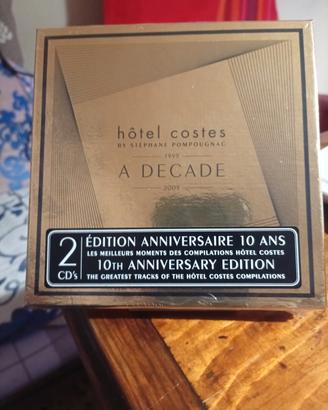 hôtel costes
BY STÉPHANE POMPOUGNAC
1999
A DECADE
2009
2 CD's
ÉDITION ANNIVERSAIRE 10 ANS
LES MEILLEURS MOMENTS DES COMPILATIONS HÔTEL COSTES
10TH ANNIVERSARY EDITION
THE GREATEST TRACKS OF THE HÔTEL COSTES COMPILATIONS